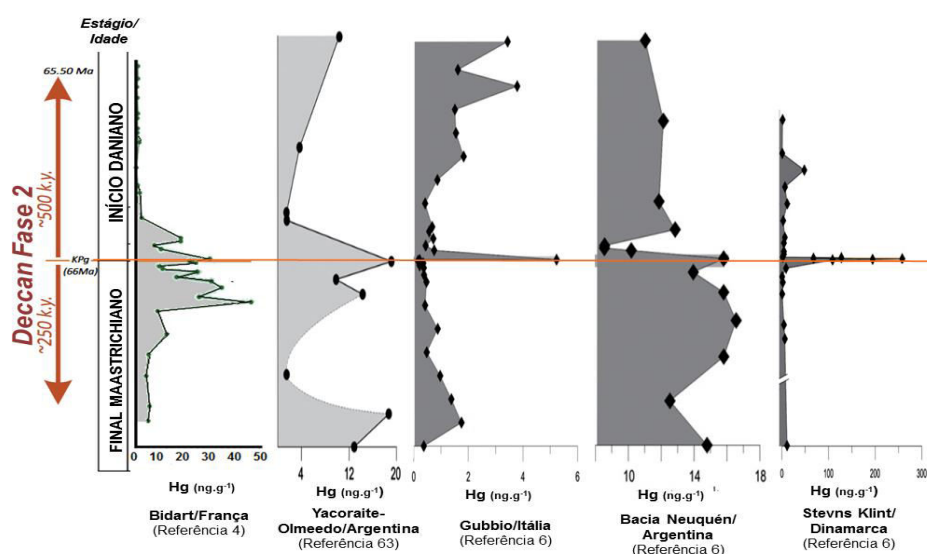 Estágio/
Idade
65.50 Ma
KPg
(66Ma)
Deccan Fase 2
~500 k.y.
~250 k.y.
INÍCIO DANIANO
FINAL MAASTRICHIANO
0 10 20 30 40 50
Hg (ng.g-1)
Bidart/França
(Referência 4)
4 12 20
Hg (ng.g-1)
Yacoraite-
Olmeedo/Argentina
(Referência 63)
0 2 4 6
Hg (ng.g-1)
Gubbio/Itália
(Referência 6)
10 14 16 18
Hg (ng.g-1)
Bacia Neuquén/
Argentina
(Referência 6)
0 100 200 300
Hg (ng.g-1)
Stevns Klint/
Dinamarca
(Referência 6)